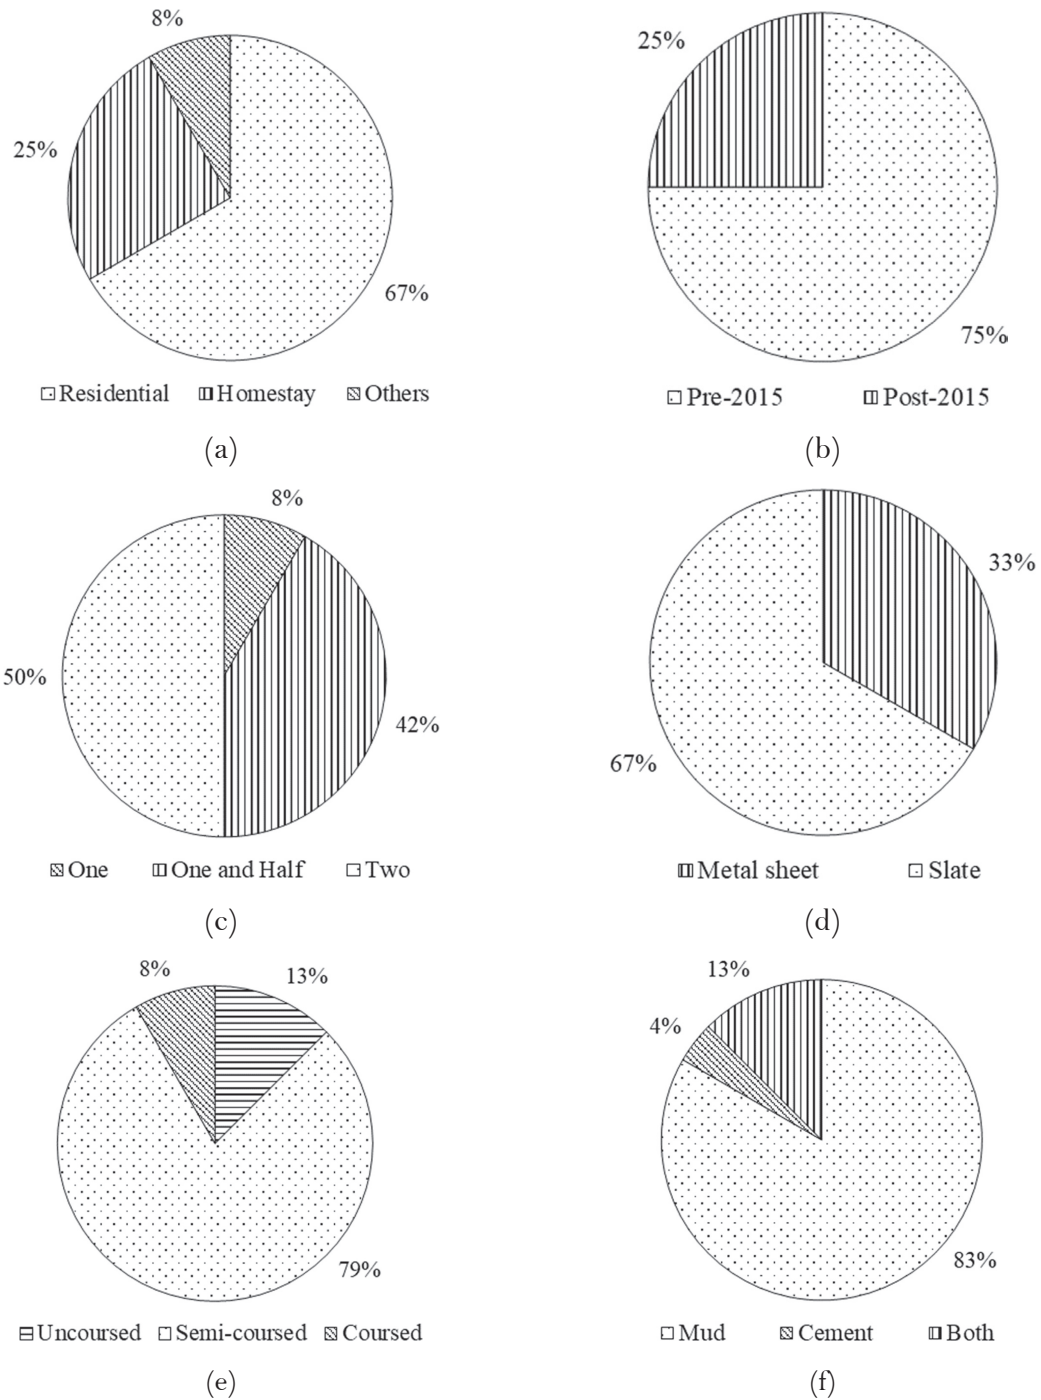 8%
25%
67%
Residential Homestay Others
(a)
25%
75%
Pre-2015 Post-2015
(b)
8%
50%
42%
One One and Half Two
(c)
33%
67%
Metal sheet Slate
(d)
8%
13%
79%
Uncoursed Semi-coursed Coursed
(e)
13%
4%
83%
Mud Cement Both
(f)